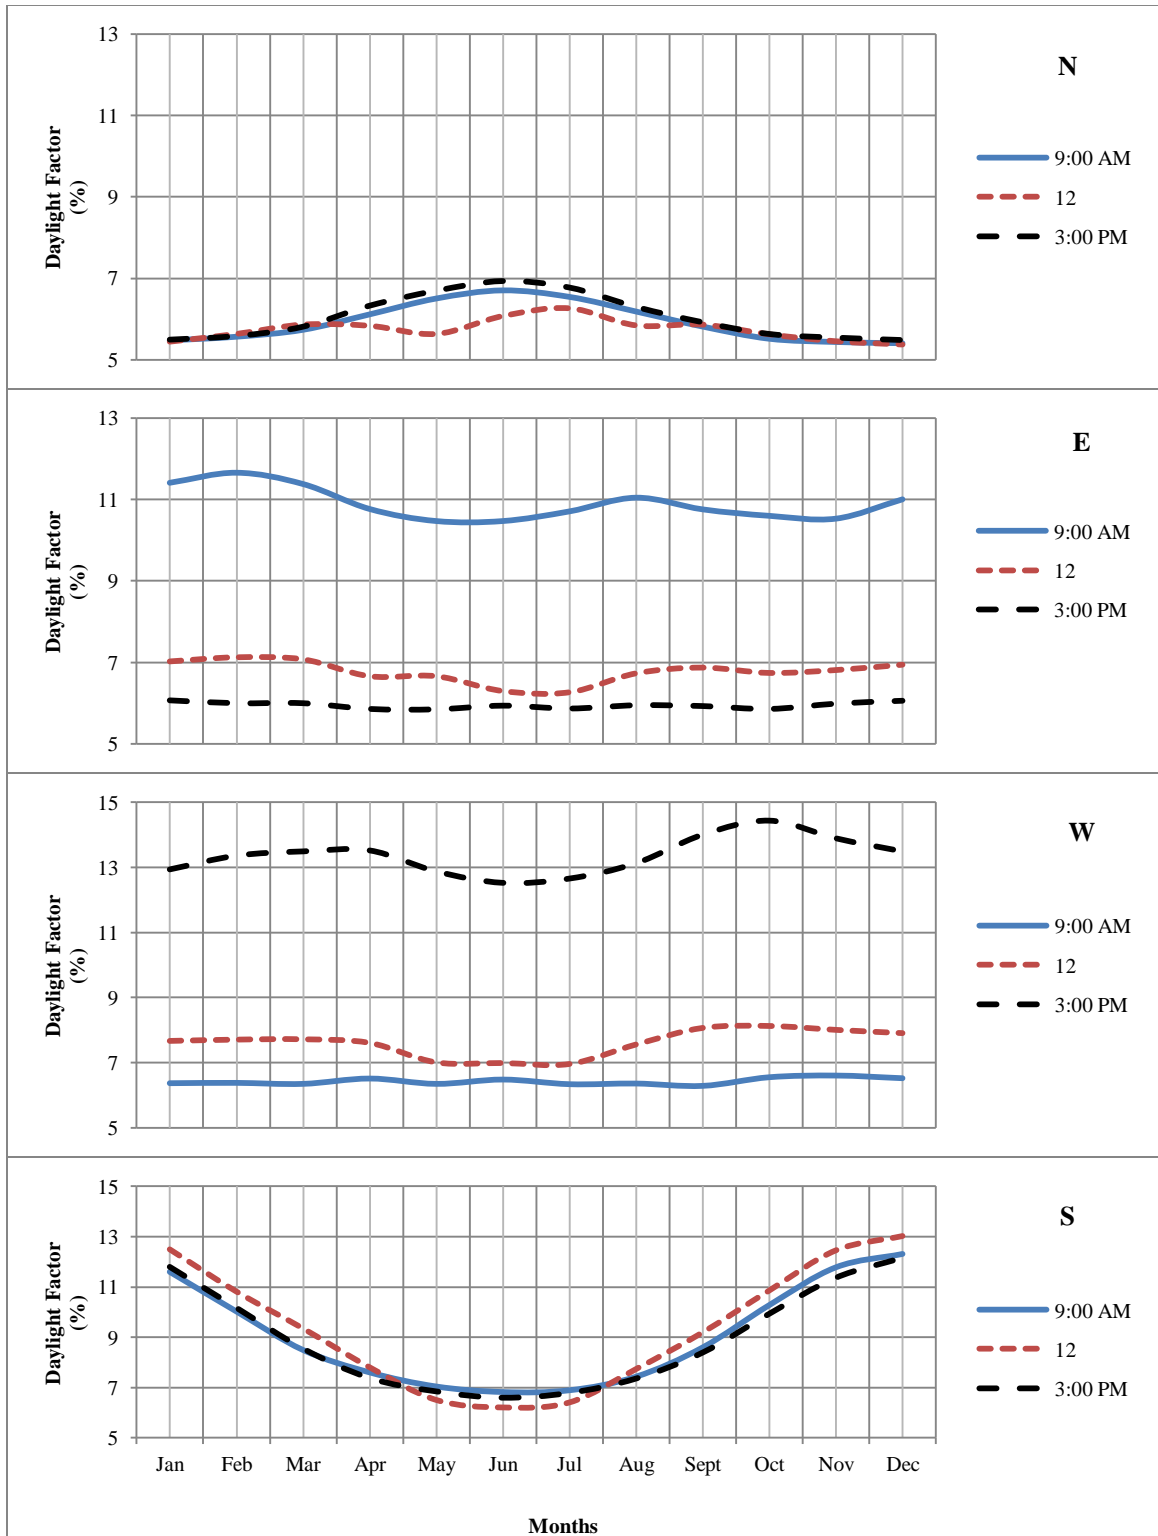 N
13
11
9
7
5
Daylight Factor
(%)
9:00 AM
12
3:00 PM
E
13
11
9
7
5
Daylight Factor
(%)
9:00 AM
12
3:00 PM
W
15
13
11
9
7
5
Daylight Factor
(%)
9:00 AM
12
3:00 PM
S
15
13
11
9
7
5
Daylight Factor
(%)
9:00 AM
12
3:00 PM
Jan Feb Mar Apr May Jun Jul Aug Sept Oct Nov Dec
Months